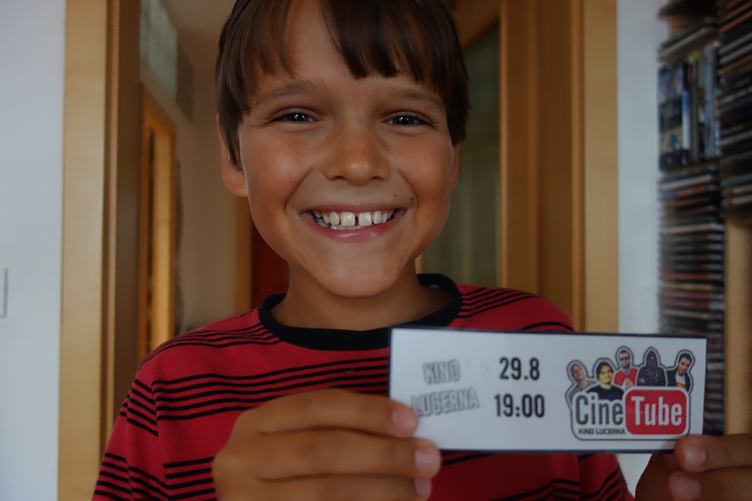 KINO
LUCERNA
29.8
19:00
CineTube
KINO LUCERNA